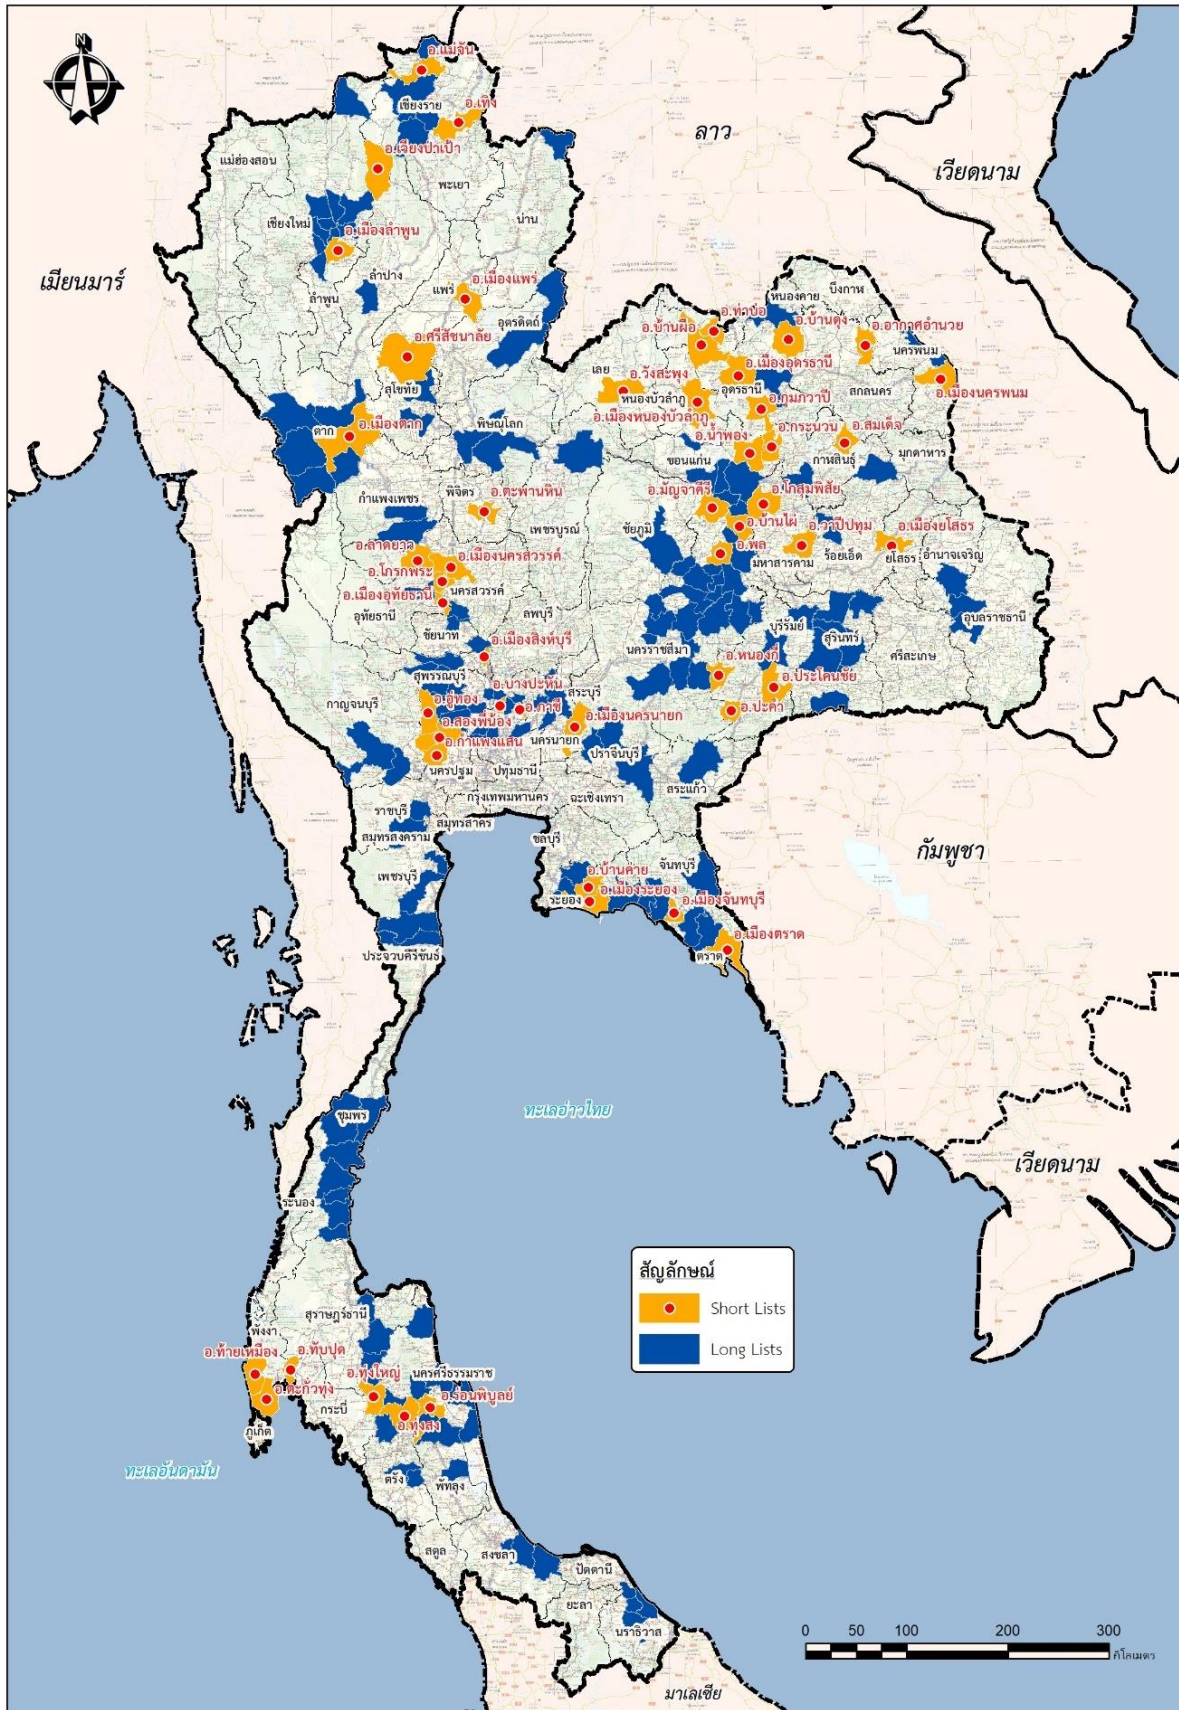 N
อ.แม่จัน
เชียงราย
อ.เทิง
ลาว
เวียดนาม
แม่ฮ่องสอน
อ.เวียงป่าเป้า
พะเยา
น่าน
เชียงใหม่
อ.เมืองลำพูน
ลำปาง
เมียนมาร์
ลำพูน
แพร่
อ.เมืองแพร่
อุตรดิตถ์
หนองคาย
บึงกาฬ
อ.ท่าบ่อ
อ.บ้านผือ
อ.บ้านดุง
อ.อากาศอำนวย
อ.ศรีสัชนาลัย
นครพนม
เลย
อ.วังสะพุง
อ.เมืองอุดรธานี
อุดรธานี
สกลนคร
อ.เมืองนครพนม
สุโขทัย
หนองบัวลำภู
อ.เมืองหนองบัวลำภู
อ.กุมภวาปี
ตาก
อ.เมืองตาก
พิษณุโลก
อ.น้ำพอง
อ.กระนวน
อ.สมเด็จ
ขอนแก่น
กาฬสินธุ์
มุกดาหาร
กำแพงเพชร
พิจิตร
อ.ตะพานหิน
อ.มัญจาคีรี
อ.โกสุมพิสัย
เพชรบูรณ์
ชัยภูมิ
อ.บ้านไผ่
อ.วาปีปทุม
อ.เมืองยโสธร
อ.ลาดยาว
อ.เมืองนครสวรรค์
อ.พล
มหาสารคาม
ร้อยเอ็ด
ยโสธร
อำนาจเจริญ
อ.โกรกพระ
อ.เมืองอุทัยธานี
นครสวรรค์
อุทัยธานี
ลพบุรี
บุรีรัมย์
สุรินทร์
อุบลราชธานี
ชัยนาท
อ.เมืองสิงห์บุรี
นครราชสีมา
อ.หนองกี่
ศรีสะเกษ
สุพรรณบุรี
อ.บางปะหัน
สระบุรี
อ.ประโคนชัย
กาญจนบุรี
อ.อู่ทอง
อ.ภาชี
อ.ปะคำ
อ.สองพี่น้อง
อ.เมืองนครนายก
อ.กำแพงแสน
นครนายก
ปราจีนบุรี
นครปฐม
ปทุมธานี
สระแก้ว
กรุงเทพมหานคร
ฉะเชิงเทรา
ราชบุรี
สมุทรสาคร
สมุทรสงคราม
ชลบุรี
กัมพูชา
เพชรบุรี
จันทบุรี
อ.บ้านค่าย
ระยอง
อ.เมืองระยอง
อ.เมืองจันทบุรี
อ.เมืองตราด
ตราด
ประจวบคีรีขันธ์
ชุมพร
ทะเลอ่าวไทย
เวียดนาม
ระนอง
สัญลักษณ์
Short Lists
Long Lists
สุราษฎร์ธานี
พังงา
อ.ท้ายเหมือง
อ.ทับปุด
อ.ทุ่งใหญ่
นครศรีธรรมราช
อ.ตะกั่วทุ่ง
อ.ร่อนพิบูลย์
กระบี่
อ.ทุ่งสง
ภูเก็ต
ทะเลอันดามัน
ตรัง
พัทลุง
สตูล
สงขลา
ปัตตานี
ยะลา
นราธิวาส
0 50 100 200 300
กิโลเมตร
มาเลเซีย